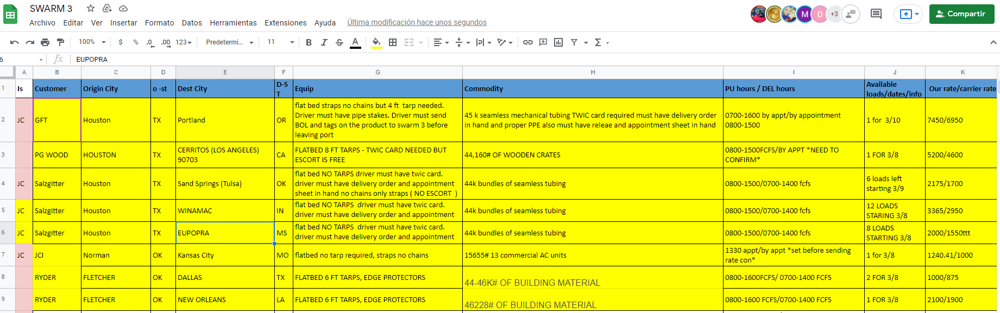 SWARM 3
Archivo Editar Ver Insertar Formato Datos Herramientas Extensiones Ayuda Última modificación hace unos segundos
M D +3 Compartir
100% $ % .0 .00 123 Predetermi... 11 B I S A Σ
6 fx EUPOPRA
A B C D E F G H I J K
1 ls Customer Origin City o -st Dest City D-S Equip Commodity PU hours / DEL hours Available Our rate/carrier rate
T loads/dates/info
2 JC GFT Houston TX Portland OR flat bed straps no chains but 4 ft tarp needed.
Driver must have pipe stakes. Driver must send
BOL and tags on the product to swarm 3 before
leaving port
45 k seamless mechanical tubing TWIC card required must have delivery order
in hand and proper PPE also must have releae and appointment sheet in hand
0700-1600 by appt/by appointment
0800-1500
1 for 3/10 7450/6950
3 PG WOOD HOUSTON TX CERRITOS (LOS ANGELES)
90703
CA FLATBED 8 FT TARPS - TWIC CARD NEEDED BUT
ESCORT IS FREE
44,160# OF WOODEN CRATES
0800-1500FCFS/BY APPT *NEED TO
CONFIRM*
1 FOR 3/8 5200/4600
4 JC Salzgitter Houston TX Sand Springs (Tulsa) OK flat bed NO TARPS driver must have twic card.
driver must have delivery order and appointment
sheet in hand no chains only straps ( NO ESCORT )
44k bundles of seamless tubing 0800-1500/0700-1400 fcfs
6 loads left
starting 3/9
2175/1700
5 JC Salzgitter Houston TX WINAMAC IN flat bed NO TARPS driver must have twic card.
driver must have delivery order and appointment
44k bundles of seamless tubing 0800-1500/0700-1400 fcfs
12 LOADS
STARING 3/8
3365/2950
6 JC Salzgitter Houston TX EUPOPRA MS flat bed NO TARPS driver must have twic card.
driver must have delivery order and appointment
44k bundles of seamless tubing 0800-1500/0700-1400 fcfs
8 LOADS
STARTING 3/8
2000/1550ttt
7 JC JCI Norman OK Kansas City MO flatbed no tarp required, straps no chains 15655# 13 commercial AC units
1330 appt/by appt *set before sending
rate con*
1 for 3/8 1240.41/1000
8 RYDER FLETCHER OK DALLAS TX FLATBED 6 FT TARPS, EDGE PROTECTORS 44-46K# OF BUILDING MATERIAL 0800-1600FCFS/ 0700-1400 FCFS 2 FOR 3/8 1000/875
9 RYDER FLETCHER OK NEW ORLEANS LA FLATBED 6 FT TARPS, EDGE PROTECTORS 46228# OF BUILDING MATERIAL 0800-1600 FCFS/0700-1400 FCFS 1 FOR 3/8 2100/1900